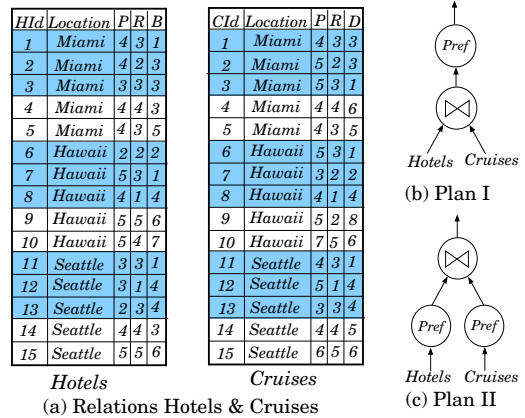 HId Location P R B
1 Miami 4 3 1
2 Miami 4 2 3
3 Miami 3 3 3
4 Miami 4 4 3
5 Miami 4 3 5
6 Hawaii 2 2 2
7 Hawaii 5 3 1
8 Hawaii 4 1 4
9 Hawaii 5 5 6
10 Hawaii 5 4 7
11 Seattle 3 3 1
12 Seattle 3 1 4
13 Seattle 2 3 4
14 Seattle 4 4 3
15 Seattle 5 5 6
Hotels
CId Location P R D
1 Miami 4 3 3
2 Miami 5 2 3
3 Miami 5 3 1
4 Miami 4 4 6
5 Miami 4 3 5
6 Hawaii 5 3 1
7 Hawaii 3 2 2
8 Hawaii 4 1 4
9 Hawaii 5 2 8
10 Hawaii 7 5 6
11 Seattle 4 3 1
12 Seattle 5 1 4
13 Seattle 3 3 4
14 Seattle 4 4 5
15 Seattle 6 5 6
Cruises
(a) Relations Hotels & Cruises
Pref
Hotels Cruises
(b) Plan I
Pref Pref
Hotels Cruises
(c) Plan II